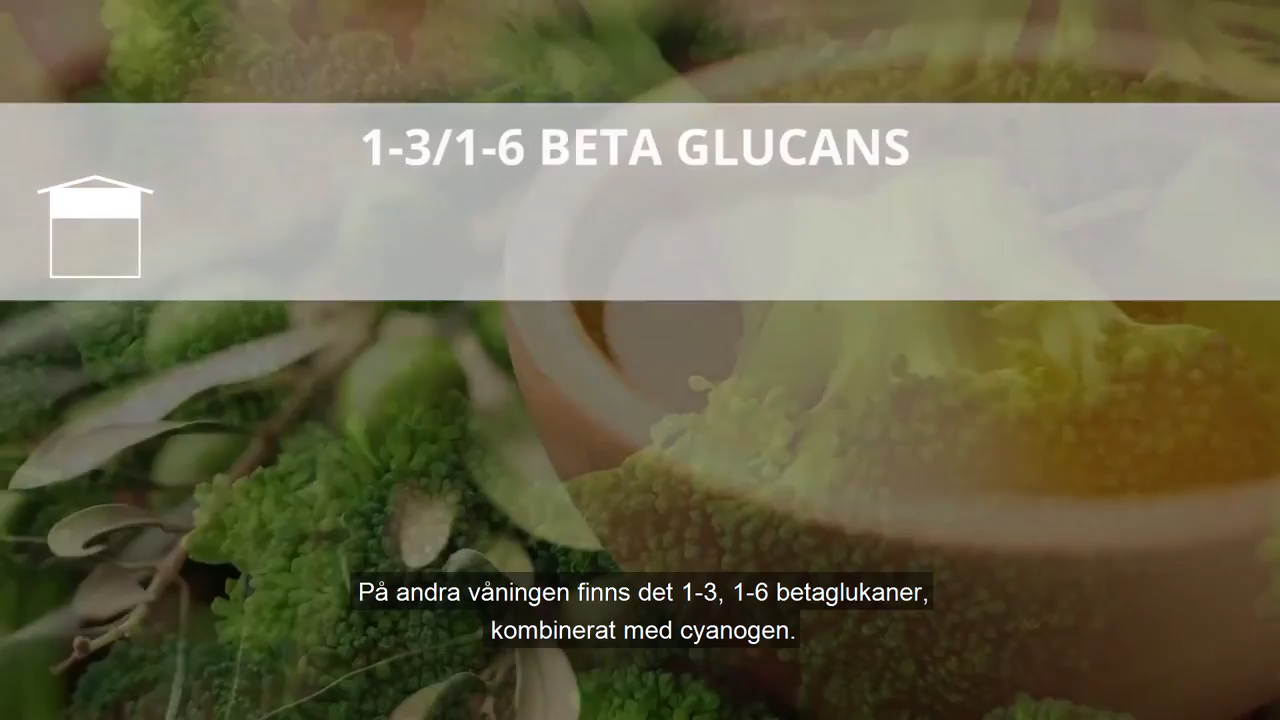 1-3/1-6 BETA GLUCANS
På andra våningen finns det 1-3, 1-6 betaglukaner,
kombinerat med cyanogen.